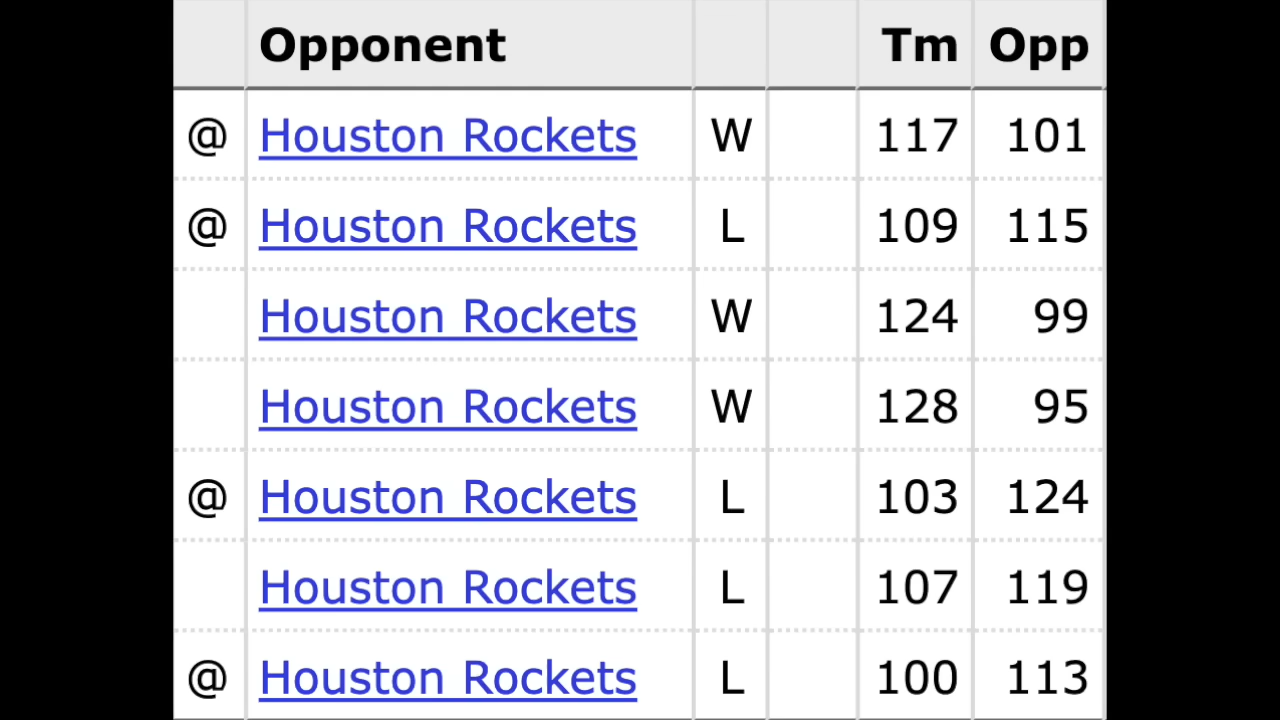 Opponent Tm Opp
@ Houston Rockets W 117 101
@ Houston Rockets L 109 115
Houston Rockets W 124 99
Houston Rockets W 128 95
@ Houston Rockets L 103 124
Houston Rockets L 107 119
@ Houston Rockets L 100 113